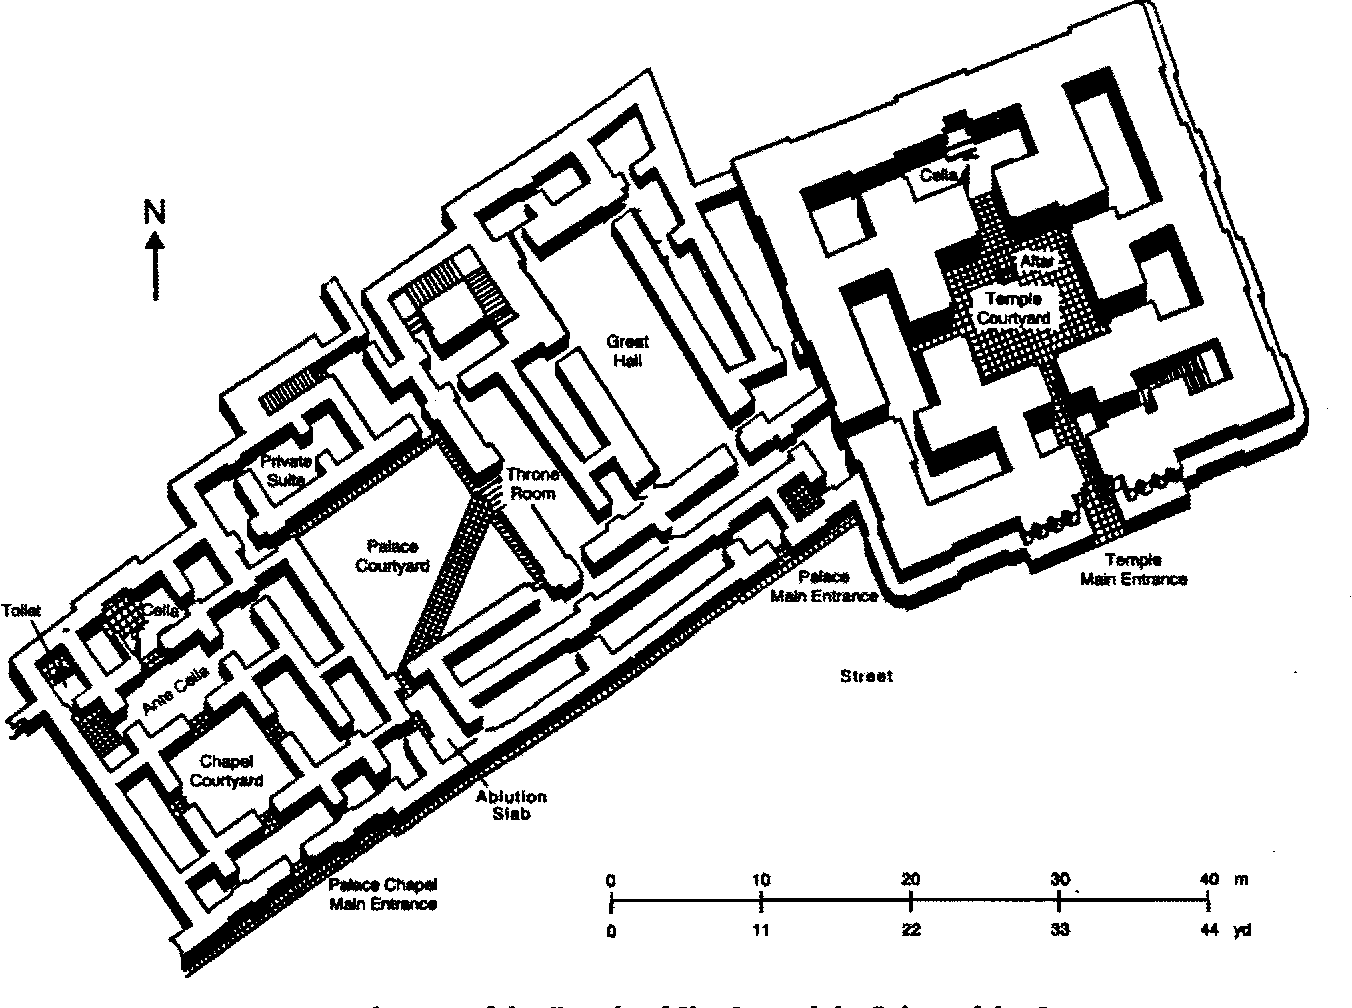 N
Cella
Altar
Temple
Courtyard
Great
Hall
Private
Suite
Throne
Room
Palace
Courtyard
Temple
Main Entrance
Palace
Main Entrance
Toilet
Cella
Street
Ante Cella
Chapel
Courtyard
Ablution
Slab
Palace Chapel
Main Entrance
0 10 20 30 40 m
0 11 22 33 44 yd